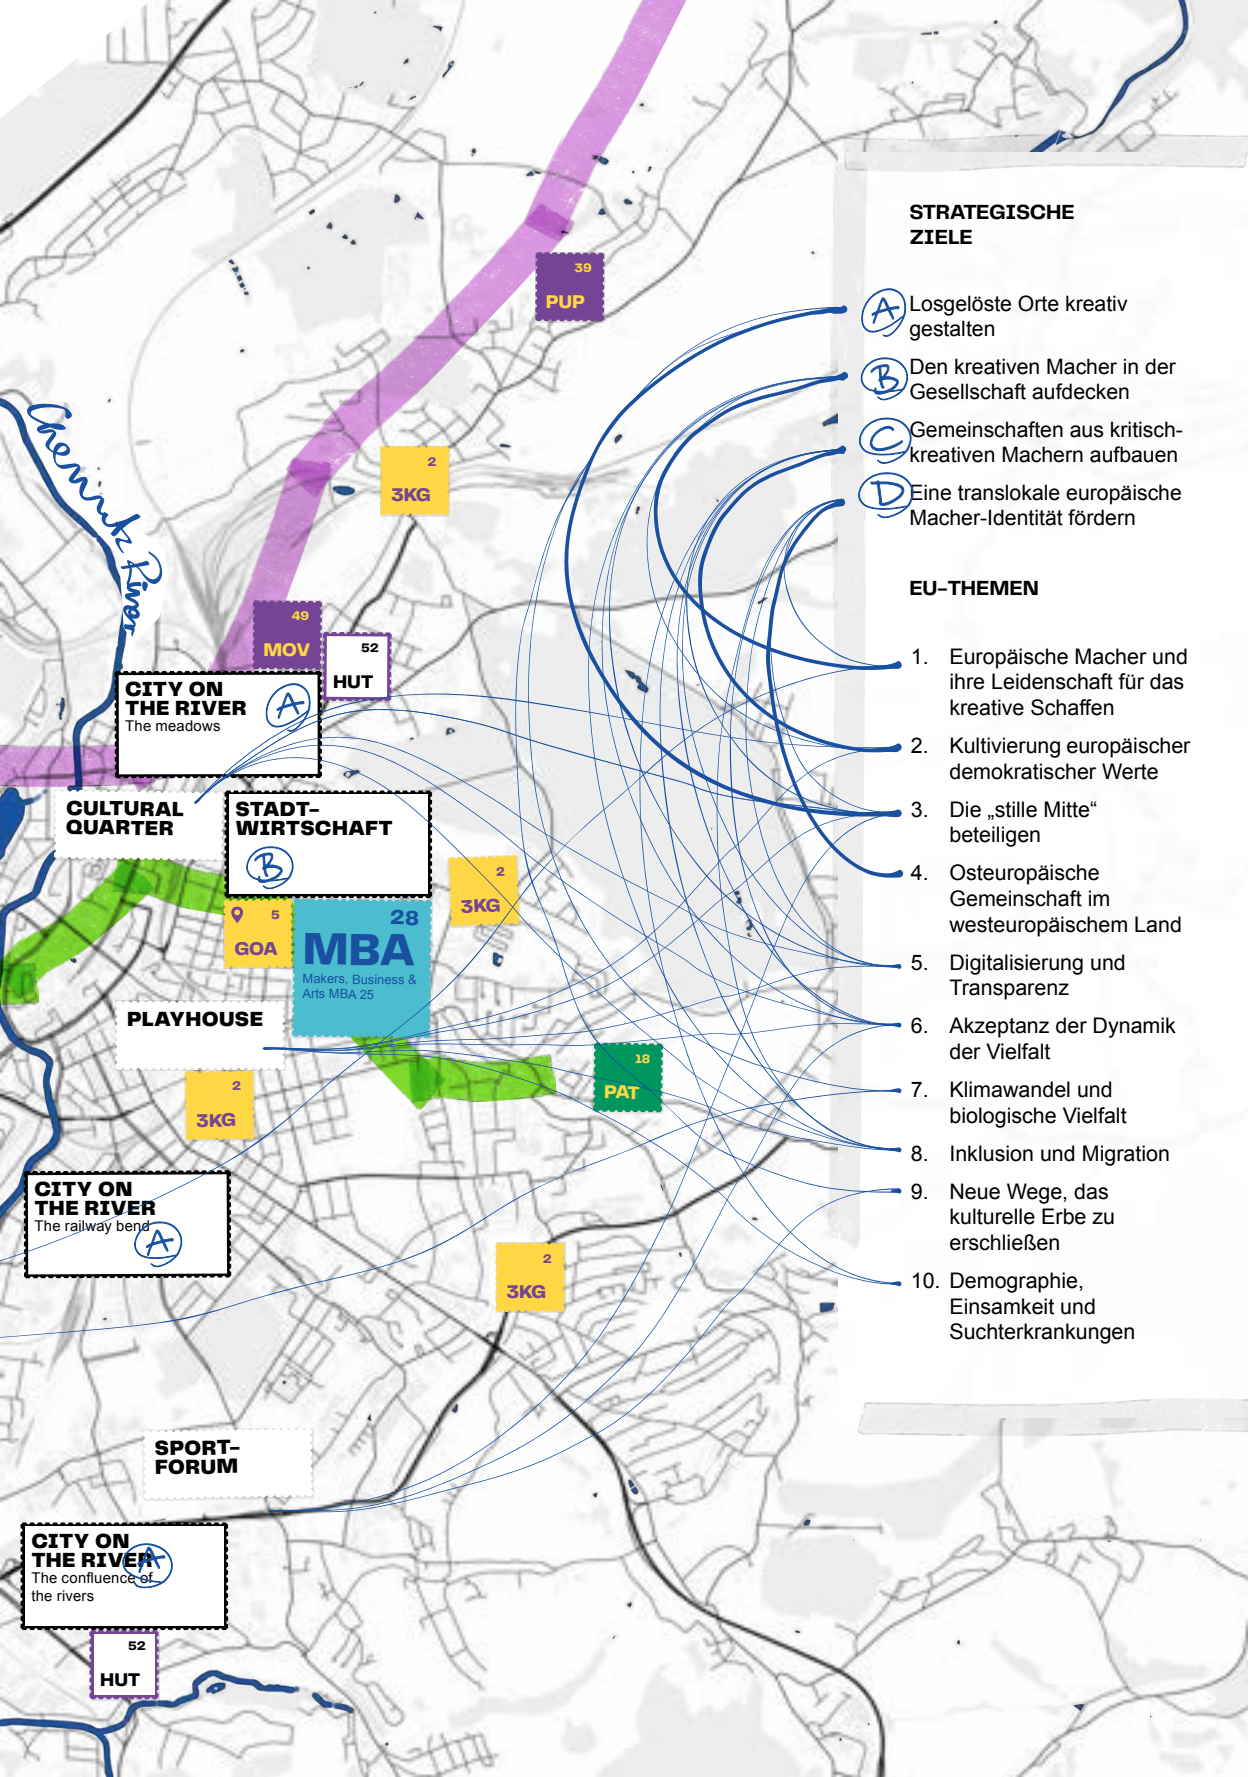 39
PUP
2
3KG
Chemnitz River
49
MOV
52
HUT
CITY ON
THE RIVER
The meadows
A
CULTURAL
QUARTER
STADT–
WIRTSCHAFT
B
2
3KG
5
GOA
28
MBA
Makers, Business &
Arts MBA 25
PLAYHOUSE
18
PAT
2
3KG
CITY ON
THE RIVER
The railway bend
A
2
3KG
SPORT–
FORUM
CITY ON
THE RIVER
The confluence of
the rivers
A
52
HUT
STRATEGISCHE
ZIELE
A Losgelöste Orte kreativ
gestalten
B Den kreativen Macher in der
Gesellschaft aufdecken
C Gemeinschaften aus kritisch-
kreativen Machern aufbauen
D Eine translokale europäische
Macher-Identität fördern
EU–THEMEN
1. Europäische Macher und
ihre Leidenschaft für das
kreative Schaffen
2. Kultivierung europäischer
demokratischer Werte
3. Die „stille Mitte“
beteiligen
4. Osteuropäische
Gemeinschaft im
westeuropäischem Land
5. Digitalisierung und
Transparenz
6. Akzeptanz der Dynamik
der Vielfalt
7. Klimawandel und
biologische Vielfalt
8. Inklusion und Migration
9. Neue Wege, das
kulturelle Erbe zu
erschließen
10. Demographie,
Einsamkeit und
Suchterkrankungen